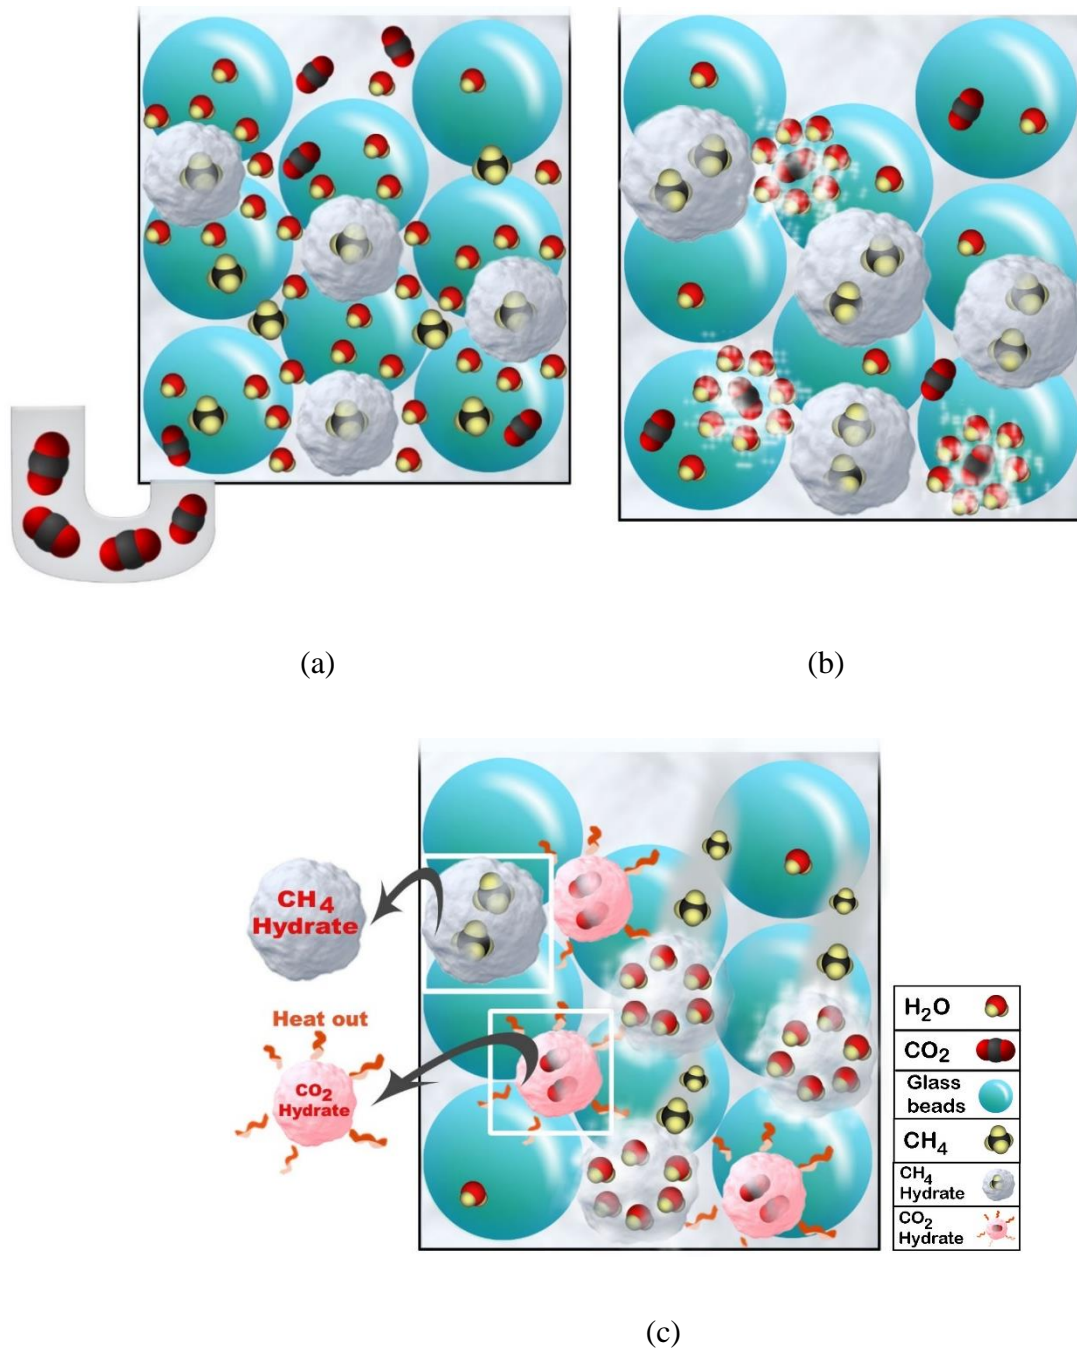 (a)
(b)
CH4
Hydrate
Heat out
CO2
Hydrate
H2O
CO2
Glass
beads
CH4
CH4
Hydrate
CO2
Hydrate
(c)